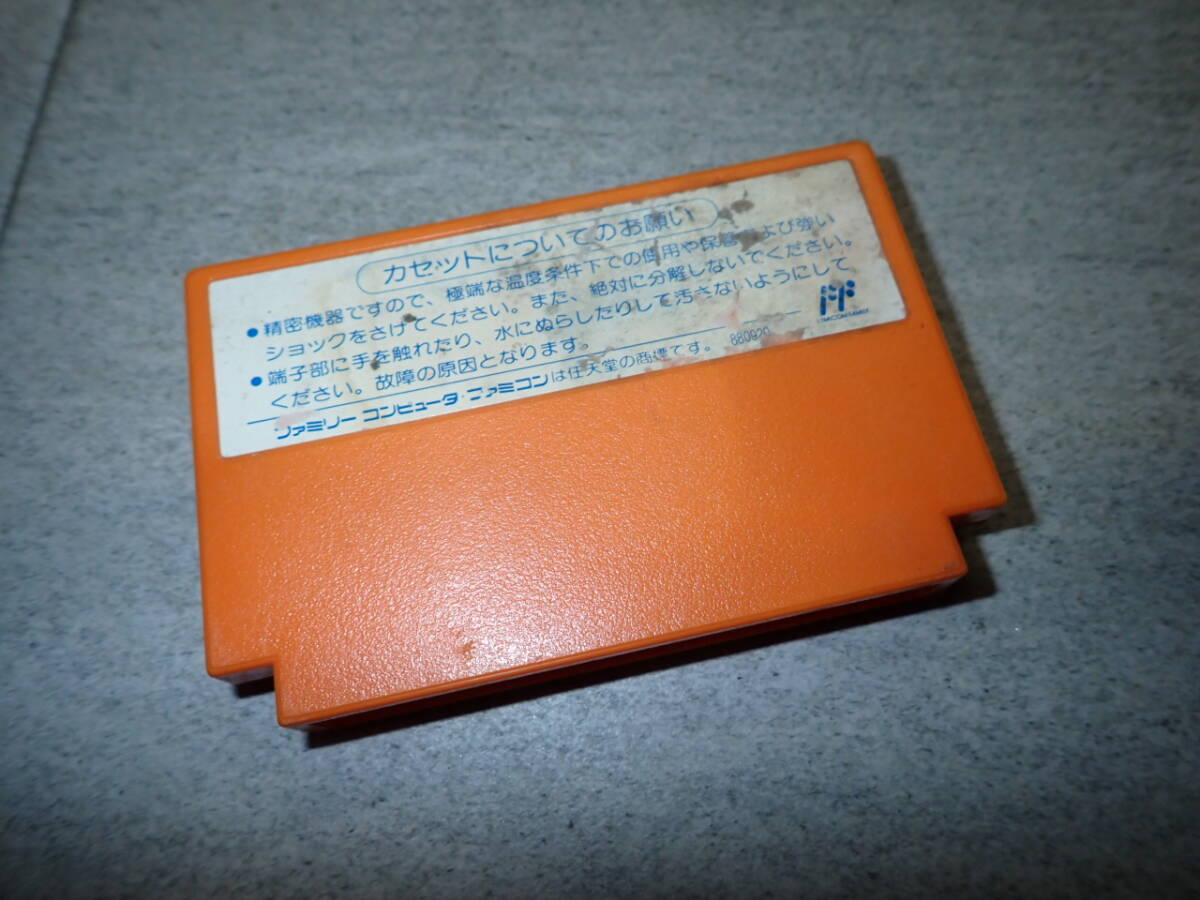 カセットについてのお願い
●精密機器ですので、極端な温度条件下での使用や保管および強い
ショックをさけてください。また、絶対に分解しないでください。
●端子部に手を触れたり、水にぬらしたりして汚さないようにして
ください。故障の原因となります。
ファミリー コンピュータ・ファミコンは任天堂の商標です。 880920
FF